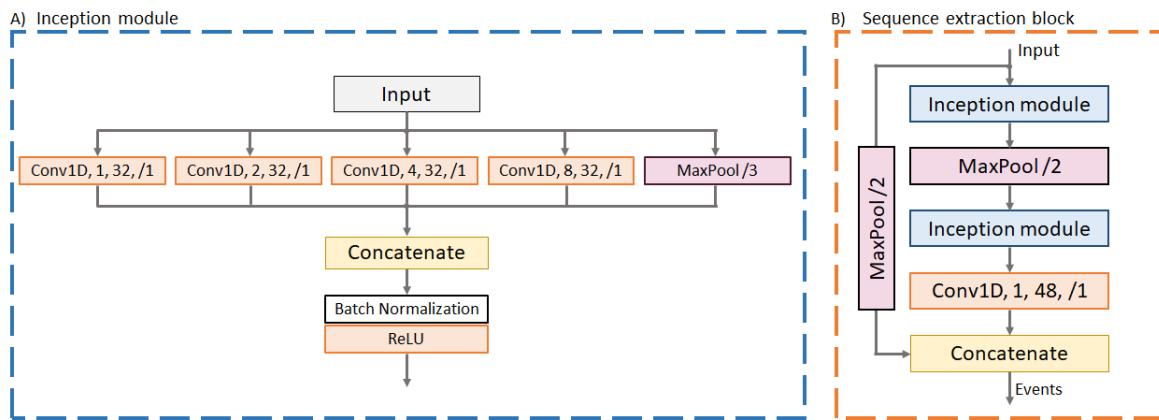 A) Inception module
Input
Conv1D, 1, 32, /1
Conv1D, 2, 32, /1
Conv1D, 4, 32, /1
Conv1D, 8, 32, /1
MaxPool /3
Concatenate
Batch Normalization
ReLU
B) Sequence extraction block
Input
Inception module
MaxPool /2
MaxPool /2
Inception module
Conv1D, 1, 48, /1
Concatenate
Events